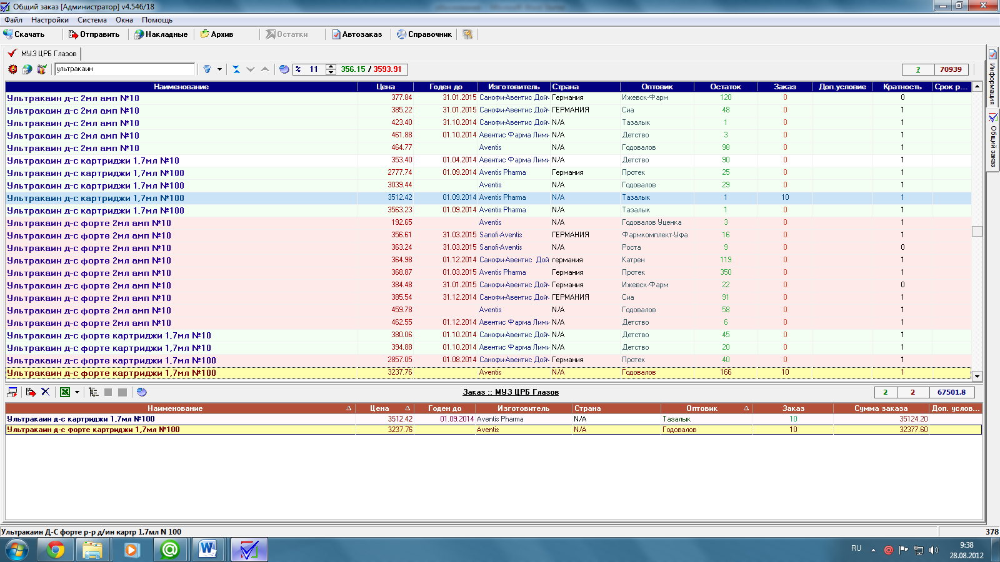 Общий заказ [Администратор] v4.546/18
Файл Настройки Система Окна Помощь
Скачать Отправить Накладные Архив Остатки Автозаказ Справочник
МУЗ ЦРБ Глазов
ультракаин % 11 356.15 / 3593.91 ? 70939
Наименование Цена Годен до Изготовитель Страна Оптовик Остаток Заказ Доп.условие Кратность Срок р...
Ультракаин д-с 2мл амп №10 377.84 31.01.2015 Санофи-Авентис Дойч Германия Ижевск-Фарм 120 0 0
Ультракаин д-с 2мл амп №10 385.22 31.01.2015 Санофи-Авентис Дойч ГЕРМАНИЯ Сиа 48 0 1
Ультракаин д-с 2мл амп №10 423.40 31.10.2014 Санофи-Авентис Дойч N/A Тазалык 1 0 1
Ультракаин д-с 2мл амп №10 461.88 01.10.2014 Авентис Фарма Лими N/A Детство 3 0 1
Ультракаин д-с 2мл амп №10 464.77 Aventis N/A Годовалов 98 0 1
Ультракаин д-с картриджи 1,7мл №10 353.40 01.04.2014 Авентис Фарма Лими N/A Детство 90 0 1
Ультракаин д-с картриджи 1,7мл №100 2777.74 01.09.2014 Aventis Pharma Германия Протек 25 0 1
Ультракаин д-с картриджи 1,7мл №100 3039.44 Aventis N/A Годовалов 29 0 1
Ультракаин д-с картриджи 1,7мл №100 3512.42 01.09.2014 Aventis Pharma N/A Тазалык 1 10 1
Ультракаин д-с картриджи 1,7мл №100 3563.23 01.09.2014 Aventis Pharma N/A Тазалык 1 0 1
Ультракаин д-с форте 2мл амп №10 192.65 Aventis N/A Годовалов Уценка 3 0 1
Ультракаин д-с форте 2мл амп №10 356.61 31.03.2015 Sanofi-Aventis ГЕРМАНИЯ Фармкомплект-Уфа 16 0 1
Ультракаин д-с форте 2мл амп №10 363.24 31.03.2015 Sanofi-Aventis N/A Роста 9 0 0
Ультракаин д-с форте 2мл амп №10 364.98 01.12.2014 Санофи-Авентис Дой германия Катрен 119 0 1
Ультракаин д-с форте 2мл амп №10 368.87 01.03.2015 Aventis Pharma Германия Протек 350 0 1
Ультракаин д-с форте 2мл амп №10 384.48 31.01.2015 Санофи-Авентис Дойч Германия Ижевск-Фарм 22 0 0
Ультракаин д-с форте 2мл амп №10 385.54 31.12.2014 Санофи-Авентис Дойч ГЕРМАНИЯ Сиа 91 0 1
Ультракаин д-с форте 2мл амп №10 459.78 Aventis N/A Годовалов 58 0 1
Ультракаин д-с форте 2мл амп №10 462.55 01.12.2014 Авентис Фарма Лими N/A Детство 6 0 1
Ультракаин д-с форте картриджи 1,7мл №10 380.06 01.10.2014 Санофи-Авентис Дойч N/A Детство 45 0 1
Ультракаин д-с форте картриджи 1,7мл №10 394.88 01.10.2014 Авентис Фарма Лими N/A Детство 20 0 1
Ультракаин д-с форте картриджи 1,7мл №100 2857.05 01.08.2014 Санофи-Авентис Дойч Германия Протек 40 0 1
Ультракаин д-с форте картриджи 1,7мл №100 3237.76 Aventis N/A Годовалов 166 10 1
Информация
Общий заказ
Заказ :: МУЗ ЦРБ Глазов 2 2 67501.8
Наименование Цена Годен до Изготовитель Страна Оптовик Заказ Сумма заказа Доп. услов...
Ультракаин д-с картриджи 1,7мл №100 3512.42 01.09.2014 Aventis Pharma N/A Тазалык 10 35124.20
Ультракаин д-с форте картриджи 1,7мл №100 3237.76 Aventis N/A Годовалов 10 32377.60
Ультракаин Д-С форте р-р д/ин картр 1,7мл N 100 378
RU 9:38
28.08.2012